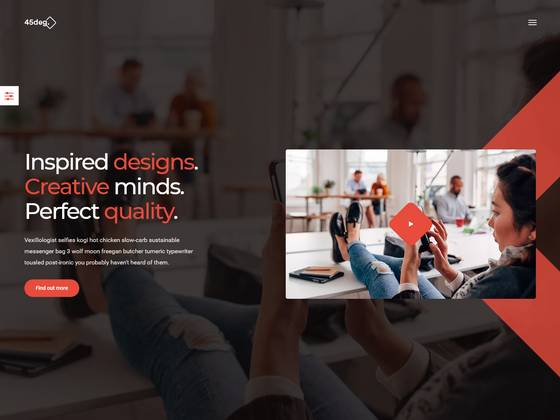 45deg.
Inspired designs.
Creative minds.
Perfect quality.
Vexillologist selfies kogi hot chicken slow-carb sustainable
messenger bag 3 wolf moon freegan butcher turmeric typewriter
tousled post-ironic you probably haven't heard of them.
Find out more